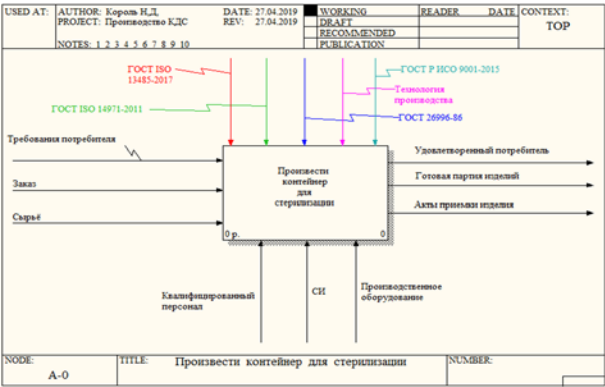 USED AT:
AUTHOR: Король Н,Д,
DATE: 27.04.2019
WORKING
READER
DATE
CONTEXT:
PROJECT: Производство КДС
REV: 27.04.2019
DRAFT
TOP
RECOMMENDED
NOTES: 1 2 3 4 5 6 7 8 9 10
PUBLICATION
ГОСТ ISO
13485-2017
ГОСТ Р ИСО 9001-2015
Технология
производства
ГОСТ ISO 14971-2011
ГОСТ 26996-86
Требования потребителя
Удовлетворенный потребитель
Произвести
контейнер
для
стерилизации
Готовая партия изделий
Заказ
Акты приемки изделия
Сырьё
0 р.
0
Квалифицированный
персонал
СИ
Производственное
оборудование
NODE:
TITLE:
Произвести контейнер для стерилизации
NUMBER:
A-0